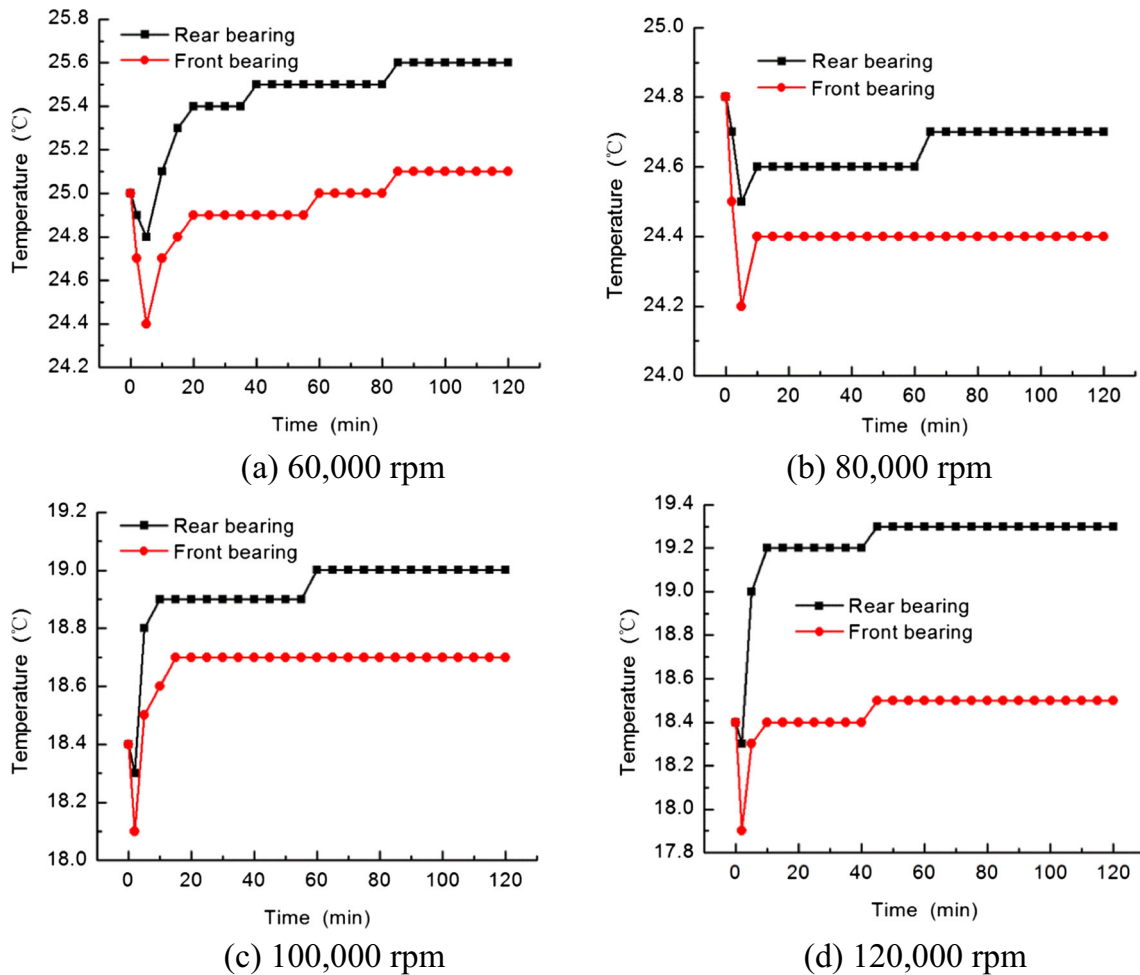 25.8
25.6
25.4
25.2
25.0
24.8
24.6
24.4
24.2
Temperature (℃)
Rear bearing
Front bearing
0 20 40 60 80 100 120
Time (min)
(a) 60,000 rpm
25.0
24.8
24.6
24.4
24.2
24.0
Temperature (℃)
Rear bearing
Front bearing
0 20 40 60 80 100 120
Time (min)
(b) 80,000 rpm
19.2
19.0
18.8
18.6
18.4
18.2
18.0
Temperature (℃)
Rear bearing
Front bearing
0 20 40 60 80 100 120
Time (min)
(c) 100,000 rpm
19.4
19.2
19.0
18.8
18.6
18.4
18.2
18.0
17.8
Temperature (℃)
Rear bearing
Front bearing
0 20 40 60 80 100 120
Time (min)
(d) 120,000 rpm